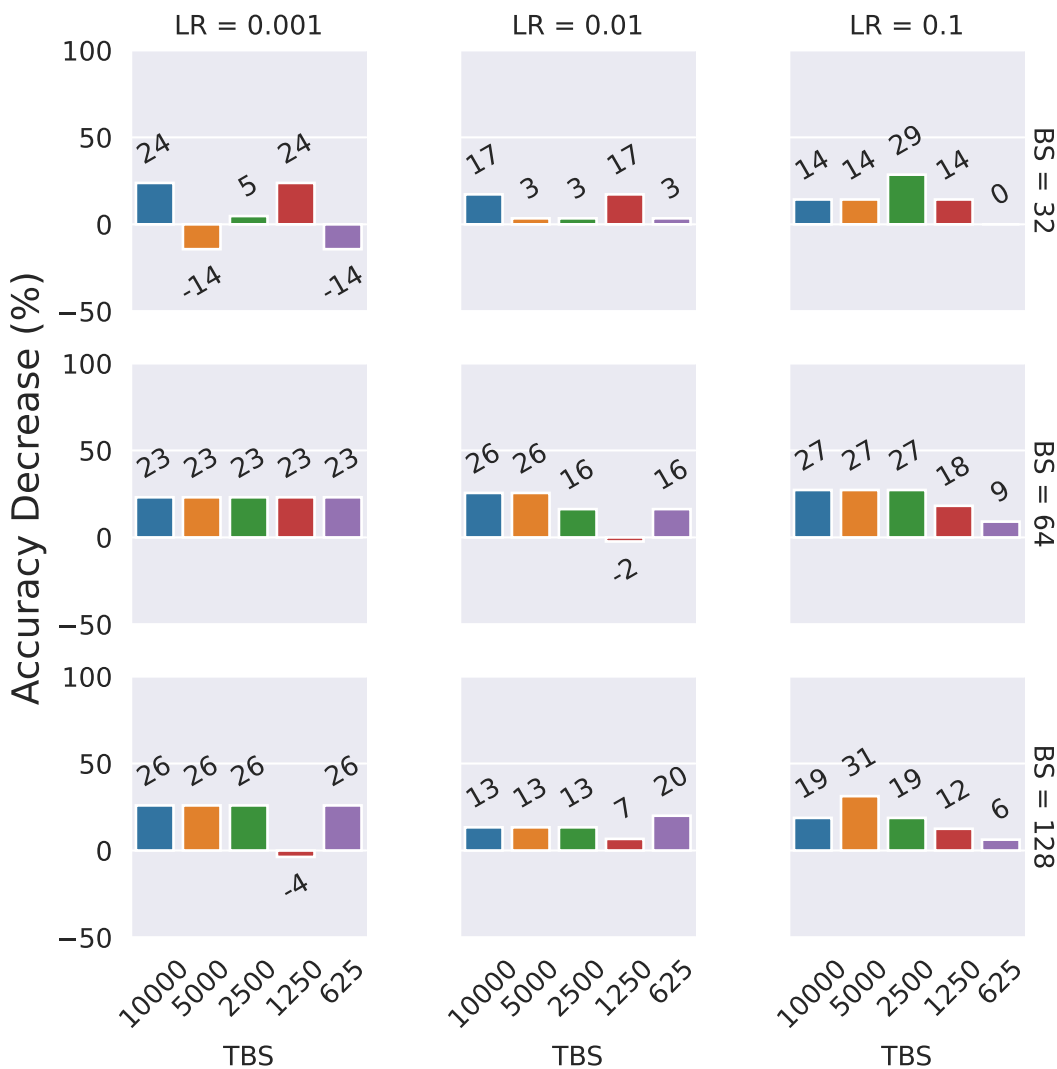 LR = 0.001 LR = 0.01 LR = 0.1
Accuracy Decrease (%)
100
50
0
−50
24 -14 5 24 -14
17 3 3 17 3
14 14 29 14 0
BS = 32
100
50
0
−50
23 23 23 23 23
26 26 16 -2 16
27 27 27 18 9
BS = 64
100
50
0
−50
26 26 26 -4 26
13 13 13 7 20
19 31 19 12 6
BS = 128
10000 5000 2500 1250 625
10000 5000 2500 1250 625
10000 5000 2500 1250 625
TBS TBS TBS